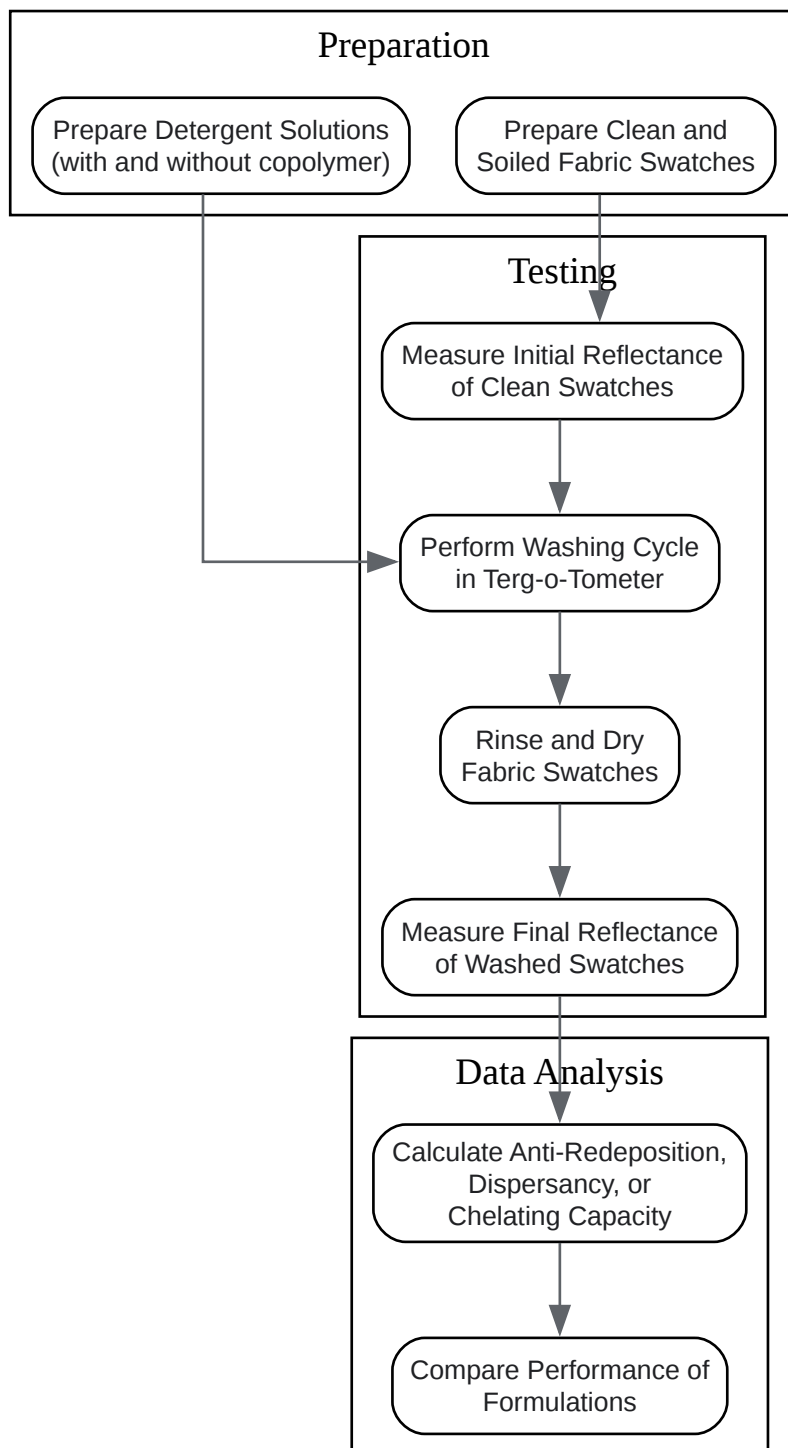 Preparation
Prepare Detergent Solutions
(with and without copolymer)
Prepare Clean and
Soiled Fabric Swatches
Testing
Measure Initial Reflectance
of Clean Swatches
Perform Washing Cycle
in Terg-o-Tometer
Rinse and Dry
Fabric Swatches
Measure Final Reflectance
of Washed Swatches
Data Analysis
Calculate Anti-Redeposition,
Dispersancy, or
Chelating Capacity
Compare Performance of
Formulations